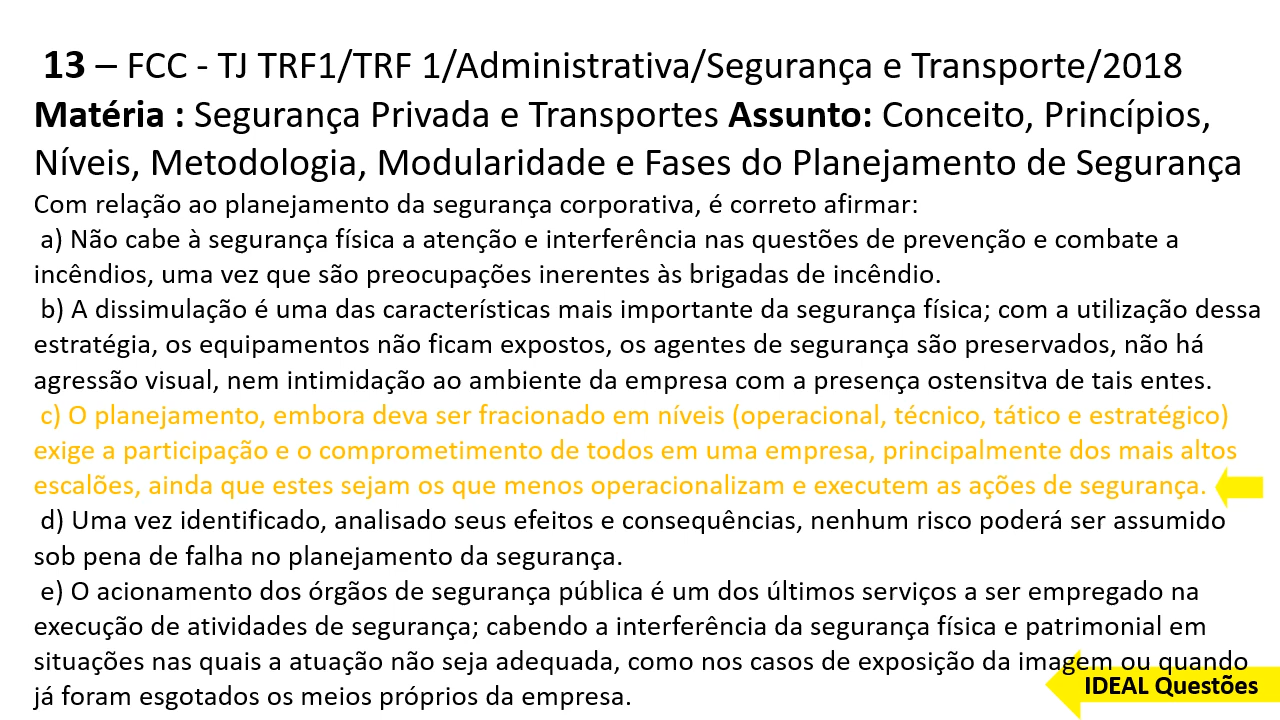 13 – FCC - TJ TRF1/TRF 1/Administrativa/Segurança e Transporte/2018
Matéria : Segurança Privada e Transportes Assunto: Conceito, Princípios,
Níveis, Metodologia, Modularidade e Fases do Planejamento de Segurança
Com relação ao planejamento da segurança corporativa, é correto afirmar:
a) Não cabe à segurança física a atenção e interferência nas questões de prevenção e combate a
incêndios, uma vez que são preocupações inerentes às brigadas de incêndio.
b) A dissimulação é uma das características mais importante da segurança física; com a utilização dessa
estratégia, os equipamentos não ficam expostos, os agentes de segurança são preservados, não há
agressão visual, nem intimidação ao ambiente da empresa com a presença ostensitva de tais entes.
c) O planejamento, embora deva ser fracionado em níveis (operacional, técnico, tático e estratégico)
exige a participação e o comprometimento de todos em uma empresa, principalmente dos mais altos
escalões, ainda que estes sejam os que menos operacionalizam e executem as ações de segurança.
d) Uma vez identificado, analisado seus efeitos e consequências, nenhum risco poderá ser assumido
sob pena de falha no planejamento da segurança.
e) O acionamento dos órgãos de segurança pública é um dos últimos serviços a ser empregado na
execução de atividades de segurança; cabendo a interferência da segurança física e patrimonial em
situações nas quais a atuação não seja adequada, como nos casos de exposição da imagem ou quando
já foram esgotados os meios próprios da empresa.
IDEAL Questões